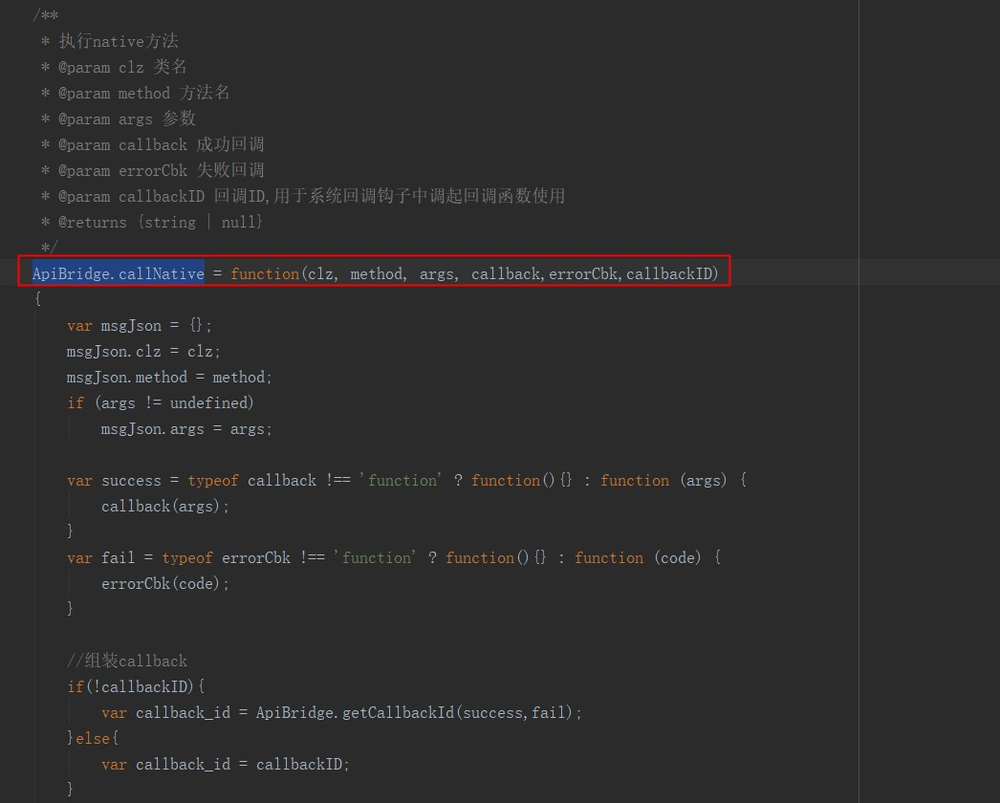 /**
 * 执行native方法
 * @param clz 类名
 * @param method 方法名
 * @param args 参数
 * @param callback 成功回调
 * @param errorCbk 失败回调
 * @param callbackID 回调ID,用于系统回调钩子中调起回调函数使用
 * @returns {string | null}
 */
ApiBridge.callNative = function(clz, method, args, callback,errorCbk,callbackID)
{
    var msgJson = {};
    msgJson.clz = clz;
    msgJson.method = method;
    if (args != undefined)
        msgJson.args = args;
    var success = typeof callback !== 'function' ? function(){} : function (args) {
        callback(args);
    }
    var fail = typeof errorCbk !== 'function' ? function(){} : function (code) {
        errorCbk(code);
    }
    //组装callback
    if(!callbackID){
        var callback_id = ApiBridge.getCallbackId(success,fail);
    }else{
        var callback_id = callbackID;
    }